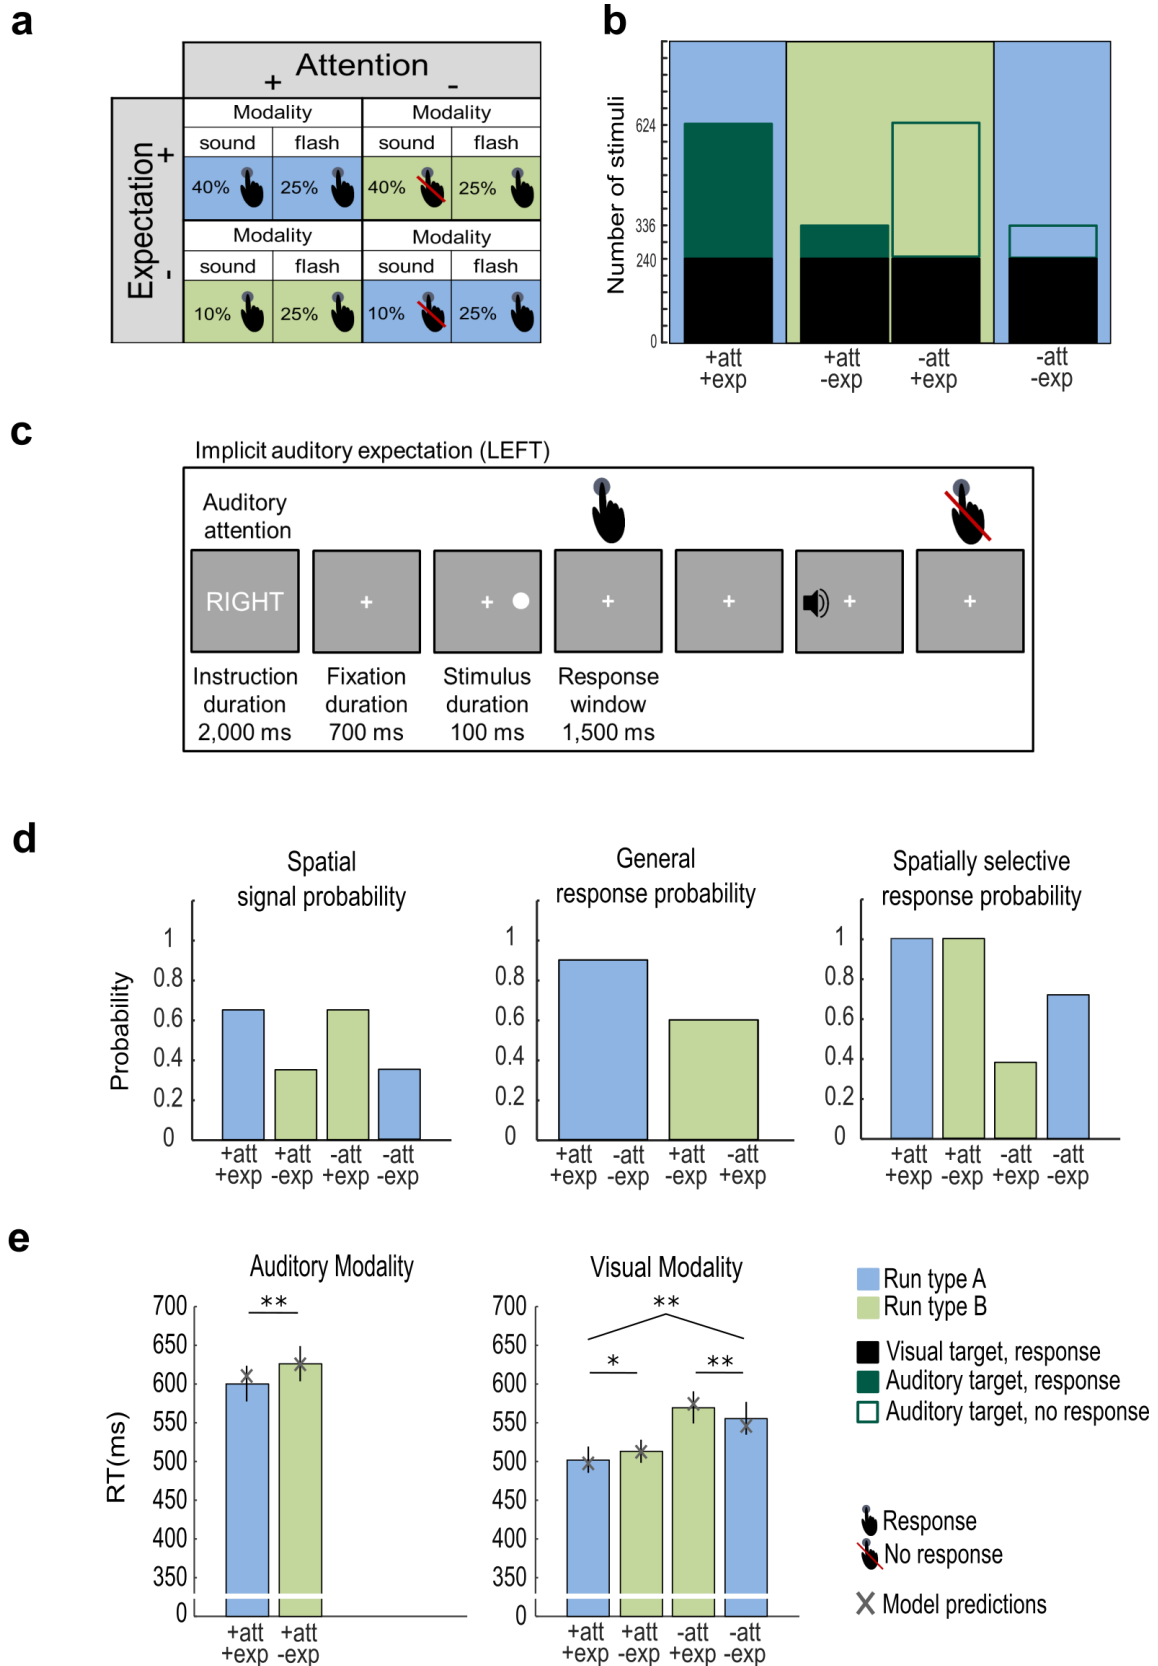 a
Attention
+
-
Modality
Modality
sound
flash
sound
flash
Expectation
+
-
40%
25%
40%
25%
Modality
Modality
sound
flash
sound
flash
10%
25%
10%
25%
b
Number of stimuli
624
336
240
0
+att
+exp
+att
-exp
-att
+exp
-att
-exp
c
Implicit auditory expectation (LEFT)
Auditory
attention
RIGHT
+
+
+
+
+
+
Instruction
duration
2,000 ms
Fixation
duration
700 ms
Stimulus
duration
100 ms
Response
window
1,500 ms
d
Spatial
signal probability
Probability
1
0.8
0.6
0.4
0.2
0
+att
+exp
+att
-exp
-att
+exp
-att
-exp
General
response probability
1
0.8
0.6
0.4
0.2
0
+att
+exp
-att
-exp
+att
-exp
-att
+exp
Spatially selective
response probability
1
0.8
0.6
0.4
0.2
0
+att
+exp
+att
-exp
-att
+exp
-att
-exp
e
Auditory Modality
RT(ms)
700
650
600
550
500
450
400
350
0
**
+att
+exp
+att
-exp
Visual Modality
700
650
600
550
500
450
400
350
0
**
*
**
+att
+exp
+att
-exp
-att
+exp
-att
-exp
Run type A
Run type B
Visual target, response
Auditory target, response
Auditory target, no response
Response
No response
Model predictions